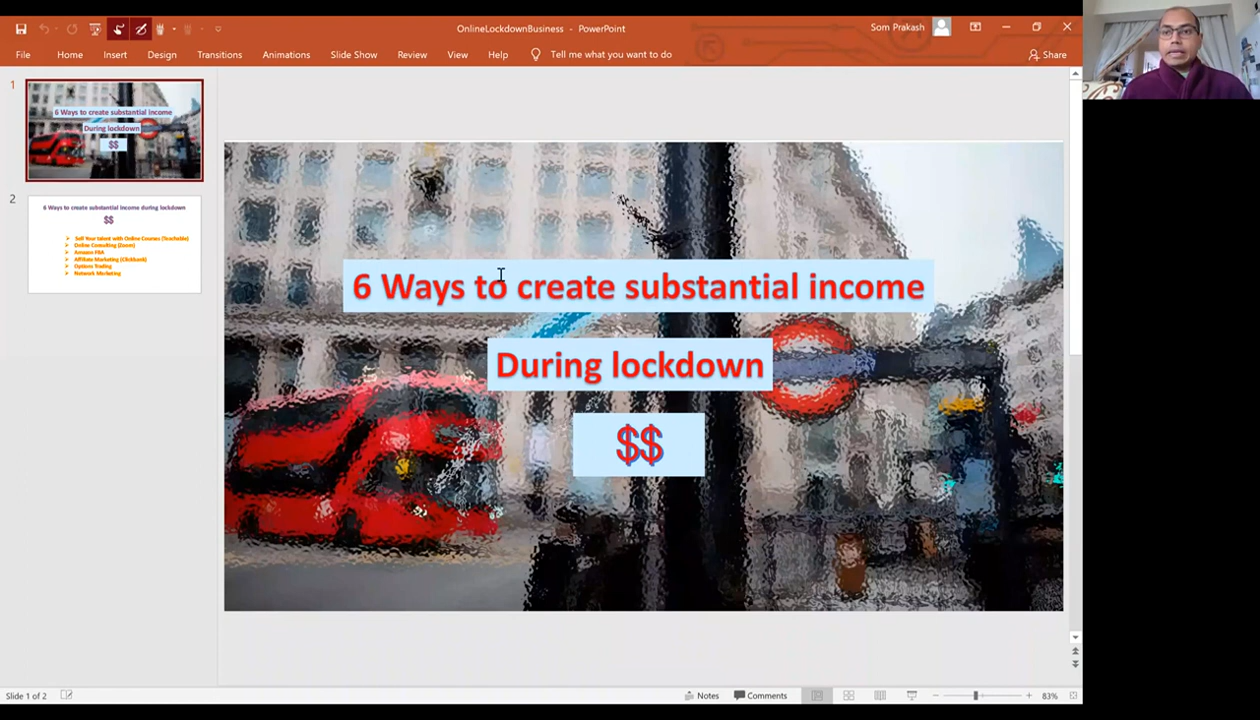 OnlineLockdownBusiness - PowerPoint
Som Prakash
File Home Insert Design Transitions Animations Slide Show Review View Help Tell me what you want to do Share
1
6 Ways to create substantial income
During lockdown
$$
2
6 Ways to create substantial income during lockdown
$$
Sell Your talent with Online Courses (Teachable)
Online Consulting (Zoom)
Amazon FBA
Affiliate Marketing (Clickbank)
Options Trading
Network Marketing
6 Ways to create substantial income
During lockdown
$$
Slide 1 of 2
Notes Comments 83%